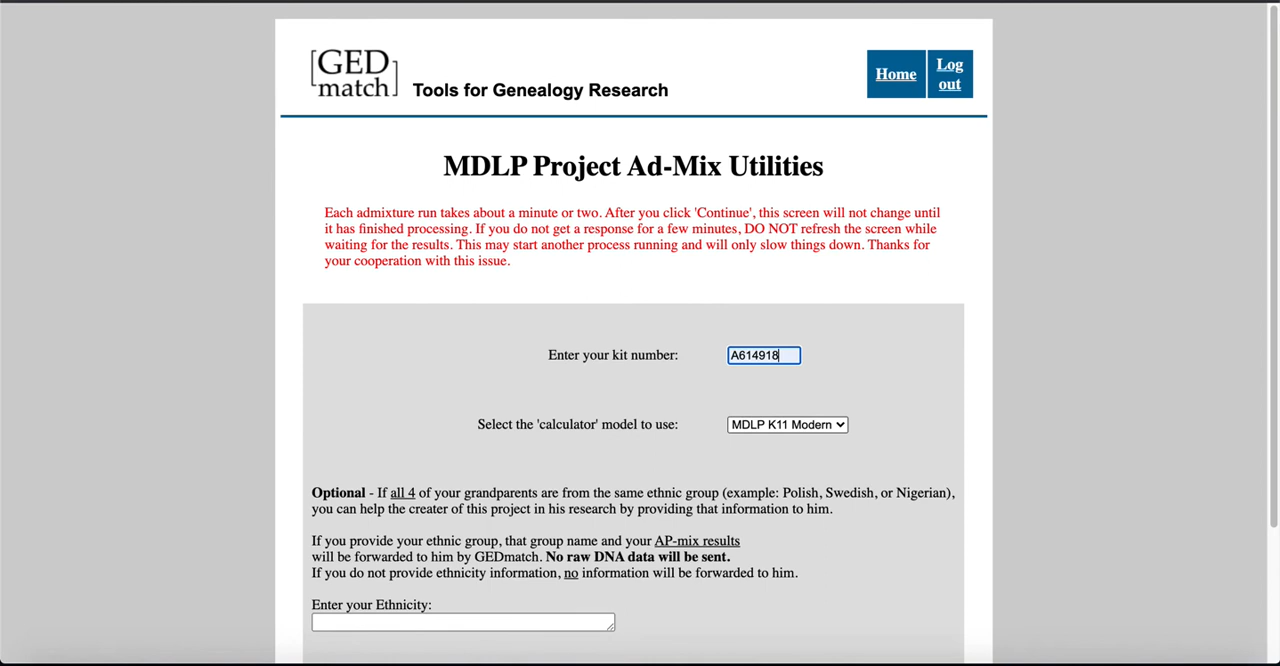 [GED
match]
Tools for Genealogy Research
Home
Log
out
MDLP Project Ad-Mix Utilities
Each admixture run takes about a minute or two. After you click 'Continue', this screen will not change until
it has finished processing. If you do not get a response for a few minutes, DO NOT refresh the screen while
waiting for the results. This may start another process running and will only slow things down. Thanks for
your cooperation with this issue.
Enter your kit number:
A614918
Select the 'calculator' model to use:
MDLP K11 Modern
Optional - If all 4 of your grandparents are from the same ethnic group (example: Polish, Swedish, or Nigerian),
you can help the creater of this project in his research by providing that information to him.
If you provide your ethnic group, that group name and your AP-mix results
will be forwarded to him by GEDmatch. No raw DNA data will be sent.
If you do not provide ethnicity information, no information will be forwarded to him.
Enter your Ethnicity: